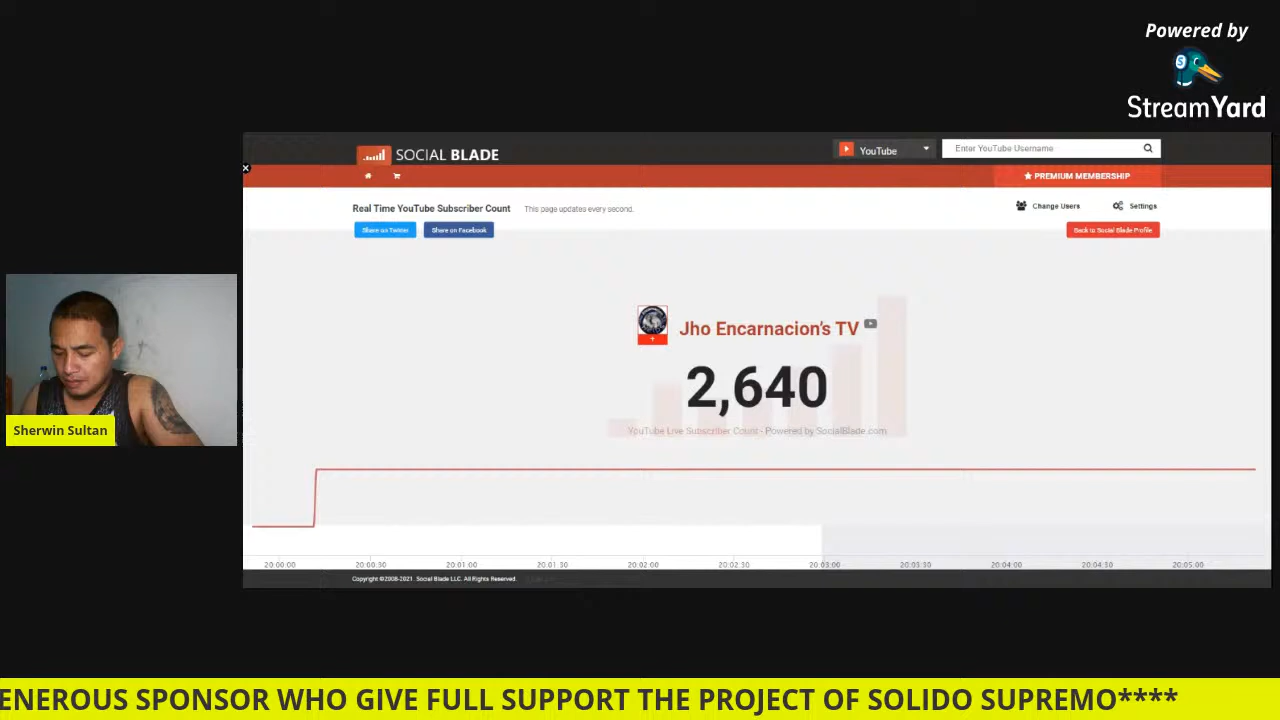 Powered by
StreamYard
SOCIAL BLADE
YouTube
Enter YouTube Username
PREMIUM MEMBERSHIP
Real Time YouTube Subscriber Count
This page updates every second.
Change Users
Settings
Share on Twitter
Share on Facebook
Back to Social Blade Profile
Jho Encarnacion's TV
2,640
YouTube Live Subscriber Count - Powered by SocialBlade.com
Sherwin Sultan
20:00:00 20:00:30 20:01:00 20:01:30 20:02:00 20:02:30 20:03:00 20:03:30 20:04:00 20:04:30 20:05:00
Copyright ©2008-2021. Social Blade LLC. All Rights Reserved.
ENEROUS SPONSOR WHO GIVE FULL SUPPORT THE PROJECT OF SOLIDO SUPREMO****